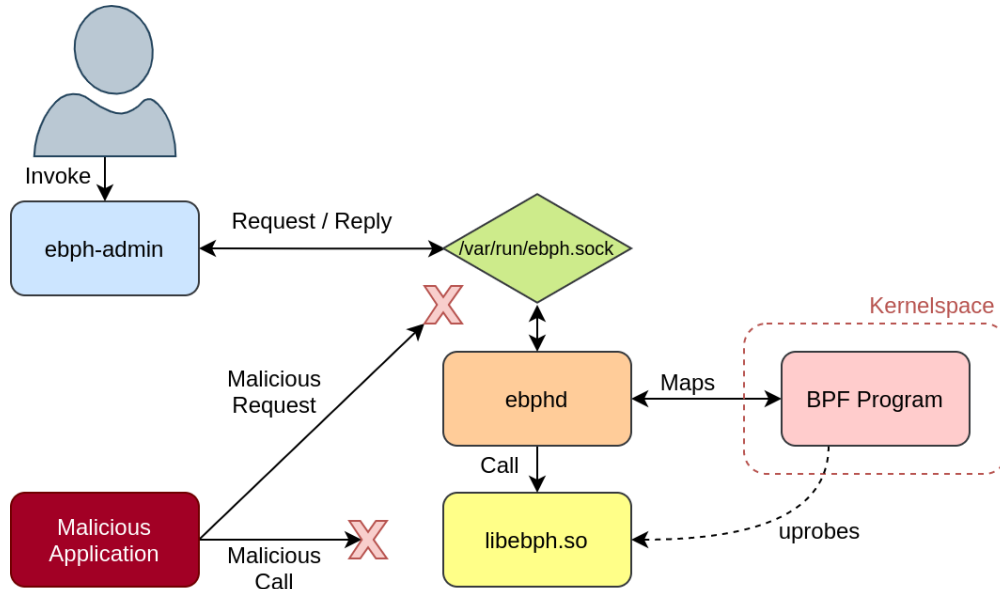 Invoke
ebph-admin
Request / Reply
/var/run/ebph.sock
Kernelspace
Malicious
Request
ebphd
Maps
BPF Program
Call
Malicious
Application
Malicious
Call
libebph.so
uprobes